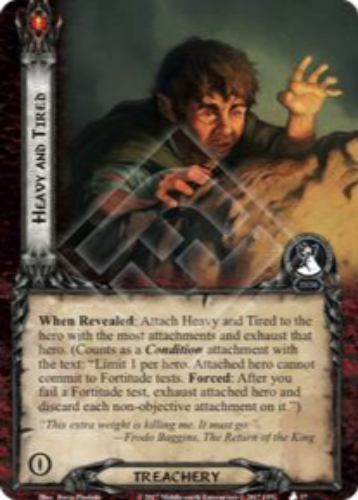 HEAVY AND TIRED
When Revealed: Attach Heavy and Tired to the
hero with the most attachments and exhaust that
hero. (Counts as a Condition attachment with
the text: "Limit 1 per hero. Attached hero cannot
commit to Fortitude tests. Forced: After you
fail a Fortitude test, exhaust attached hero and
discard each non-objective attachment on it.")
"This extra weight is killing me. It must go."
—Frodo Baggins, The Return of the King
1
TREACHERY